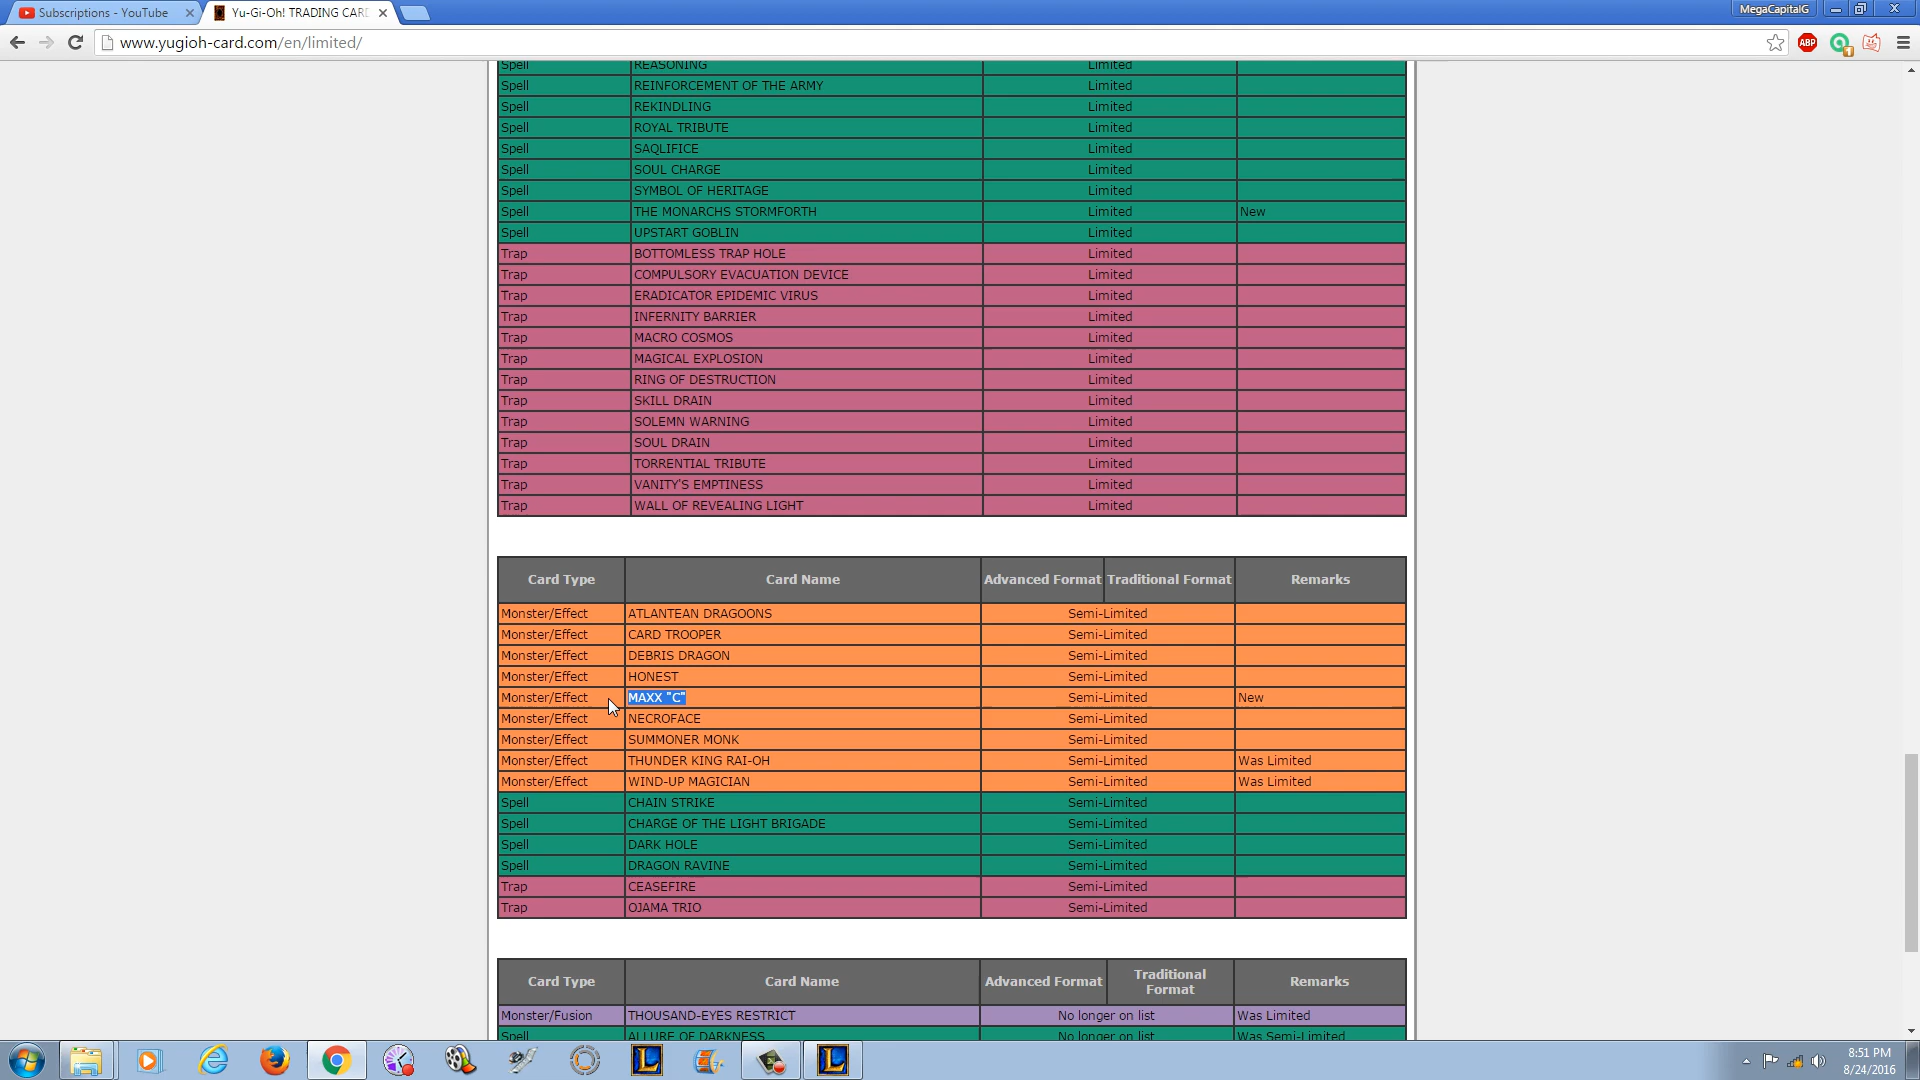 Subscriptions - YouTube
Yu-Gi-Oh! TRADING CARD
MegaCapitalG
www.yugioh-card.com/en/limited/
ABP
1
Spell REASONING Limited
Spell REINFORCEMENT OF THE ARMY Limited
Spell REKINDLING Limited
Spell ROYAL TRIBUTE Limited
Spell SAQLIFICE Limited
Spell SOUL CHARGE Limited
Spell SYMBOL OF HERITAGE Limited
Spell THE MONARCHS STORMFORTH Limited New
Spell UPSTART GOBLIN Limited
Trap BOTTOMLESS TRAP HOLE Limited
Trap COMPULSORY EVACUATION DEVICE Limited
Trap ERADICATOR EPIDEMIC VIRUS Limited
Trap INFERNITY BARRIER Limited
Trap MACRO COSMOS Limited
Trap MAGICAL EXPLOSION Limited
Trap RING OF DESTRUCTION Limited
Trap SKILL DRAIN Limited
Trap SOLEMN WARNING Limited
Trap SOUL DRAIN Limited
Trap TORRENTIAL TRIBUTE Limited
Trap VANITY'S EMPTINESS Limited
Trap WALL OF REVEALING LIGHT Limited
Card Type Card Name Advanced Format Traditional Format Remarks
Monster/Effect ATLANTEAN DRAGOONS Semi-Limited
Monster/Effect CARD TROOPER Semi-Limited
Monster/Effect DEBRIS DRAGON Semi-Limited
Monster/Effect HONEST Semi-Limited
Monster/Effect MAXX "C" Semi-Limited New
Monster/Effect NECROFACE Semi-Limited
Monster/Effect SUMMONER MONK Semi-Limited
Monster/Effect THUNDER KING RAI-OH Semi-Limited Was Limited
Monster/Effect WIND-UP MAGICIAN Semi-Limited Was Limited
Spell CHAIN STRIKE Semi-Limited
Spell CHARGE OF THE LIGHT BRIGADE Semi-Limited
Spell DARK HOLE Semi-Limited
Spell DRAGON RAVINE Semi-Limited
Trap CEASEFIRE Semi-Limited
Trap OJAMA TRIO Semi-Limited
Card Type Card Name Advanced Format Traditional Format Remarks
Monster/Fusion THOUSAND-EYES RESTRICT No longer on list Was Limited
Spell ALLURE OF DARKNESS No longer on list Was Semi-Limited
8:51 PM
8/24/2016